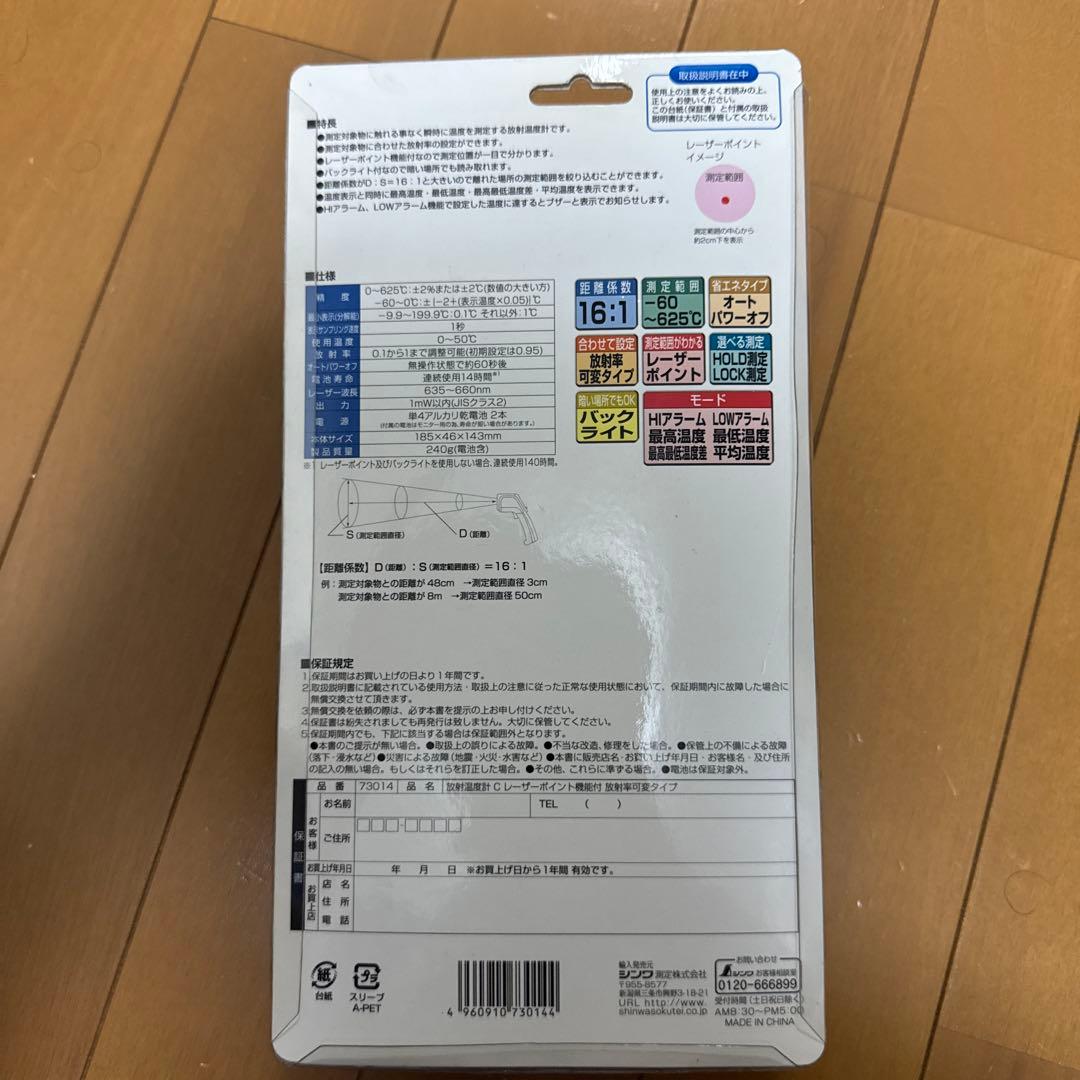 取扱説明書在中
使用上の注意をよくお読みの上、
正しくお使いください。
この台紙(保証書)と付属の取扱
説明書は大切に保管してください。
■特長
●測定対象物に触れる事なく瞬時に温度を測定する放射温度計です。
●測定対象物に合わせた放射率の設定ができます。
●レーザーポイント機能付なので測定位置が一目で分かります。
●バックライト付なので暗い場所でも読み取れます。
●距離係数がD:S=16:1と大きいので離れた場所の測定範囲を絞り込むことができます。
●温度表示と同時に最高温度・最低温度・最高最低温度差・平均温度を表示できます。
●HIアラーム、LOWアラーム機能で設定した温度に達するとブザーと表示でお知らせします。
レーザーポイント
イメージ
測定範囲
測定範囲の中心から
約2cm下を表示
■仕様
精度 0~625℃:±2%または±2℃(数値の大きい方)
-60~0℃:±|-2+(表示温度×0.05)|℃
最小表示(分解能) -9.9~199.9℃:0.1℃ それ以外:1℃
表示サンプリング速度 1秒
使用温度 0~50℃
放射率 0.1から1まで調整可能(初期設定は0.95)
オートパワーオフ 無操作状態で約60秒後
電池寿命 連続使用14時間※1
レーザー波長 635~660nm
出力 1mW以内(JISクラス2)
電源 単4アルカリ乾電池 2本
(付属の電池はモニター用の為、寿命が短い場合があります。)
本体サイズ 185×46×143mm
製品質量 240g(電池含)
※1 レーザーポイント及びバックライトを使用しない場合、連続使用140時間。
距離係数
16:1
測定範囲
-60
~625℃
省エネタイプ
オート
パワーオフ
合わせて設定
放射率
可変タイプ
測定範囲がわかる
レーザー
ポイント
選べる測定
HOLD測定
LOCK測定
暗い場所でもOK
バック
ライト
モード
HIアラーム LOWアラーム
最高温度 最低温度
最高最低温度差 平均温度
S(測定範囲直径)
D(距離)
【距離係数】D(距離):S(測定範囲直径)=16:1
例:測定対象物との距離が 48cm →測定範囲直径 3cm
測定対象物との距離が 8m →測定範囲直径 50cm
■保証規定
1.保証期間はお買い上げの日より1年間です。
2.取扱説明書に記載されている使用方法・取扱上の注意に従った正常な使用状態において、保証期間内に故障した場合に
無償交換させて頂きます。
3.無償交換を依頼の際は、必ず本書を提示の上お申し付けください。
4.保証書は紛失されましても再発行は致しません。大切に保管してください。
5.保証期間内でも、下記に該当する場合は保証範囲外となります。
●本書のご提示が無い場合。●取扱上の誤りによる故障。●不当な改造、修理をした場合。●保管上の不備による故障
(落下・浸水など)●災害による故障(地震・火災・水害など)●本書に販売店名・お買上げ年月日・お客様名・及び住所
の記入の無い場合。もしくはそれらを訂正した場合。●その他、これらに準ずる場合。●電池は保証対象外。
保証書
品番 73014 品名 放射温度計 C レーザーポイント機能付 放射率可変タイプ
お客様
お名前 TEL ( )
ご住所
お買上げ年月日 年 月 日 ※お買上げ日から1年間 有効です。
お買上店
店名
住所
電話
紙
台紙
プラ
スリーブ
A-PET
4 960910 730144
輸入発売元
シンワ測定株式会社
〒955-8577
新潟県三条市興野3-18-21
URL http://www.
shinwasokutei.co.jp
お問い合わせ
シンワ お客様相談室
0120-666899
受付時間(土日祝日除く)
AM8:30~PM5:00
MADE IN CHINA